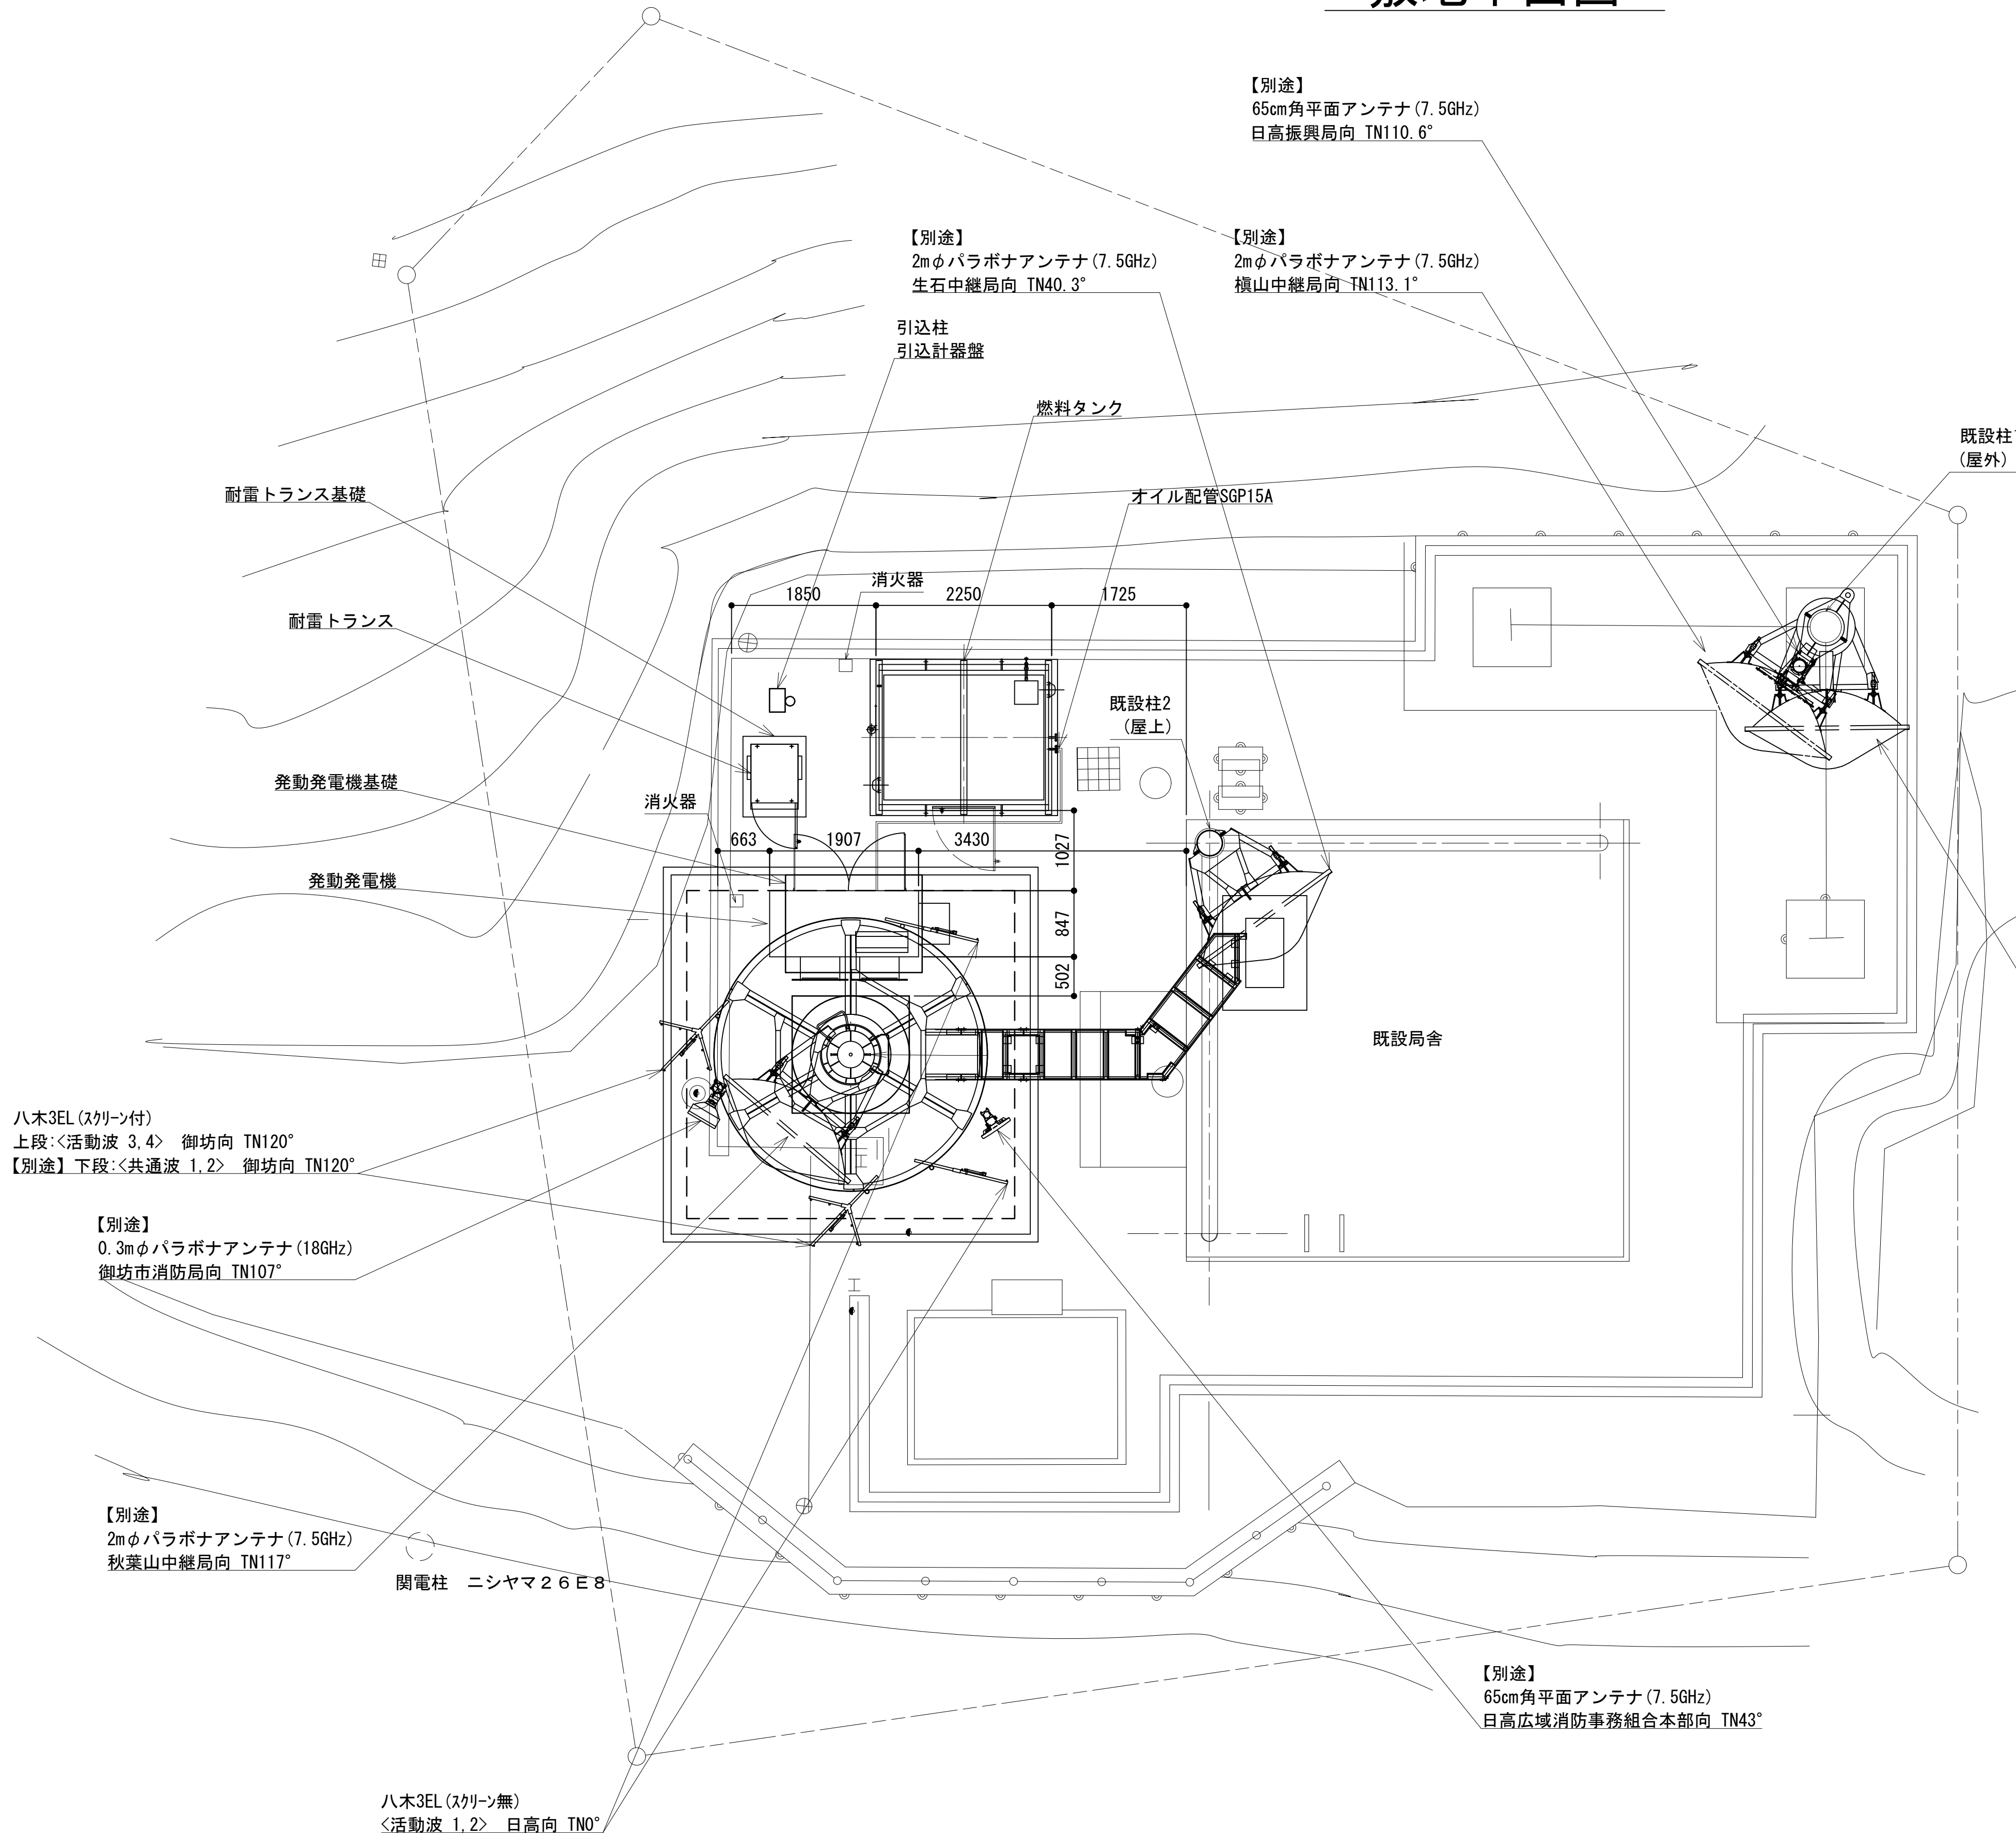 敷地平面図
【別途】
65cm角平面アンテナ(7.5GHz)
日高振興局向 TN110.6°
【別途】
2mφパラボナアンテナ(7.5GHz)
生石中継局向 TN40.3°
【別途】
2mφパラボナアンテナ(7.5GHz)
槇山中継局向 TN113.1°
引込柱
引込計器盤
燃料タンク
既設柱
(屋外)
耐雷トランス基礎
オイル配管SGP15A
消火器
1850
2250
1725
耐雷トランス
既設柱2
(屋上)
発動発電機基礎
消火器
663
1907
3430
1027
発動発電機
847
502
既設局舎
八木3EL(ｽｸﾘｰﾝ付)
上段:<活動波 3,4> 御坊向 TN120°
【別途】下段:<共通波 1,2> 御坊向 TN120°
【別途】
0.3mφパラボナアンテナ(18GHz)
御坊市消防局向 TN107°
【別途】
2mφパラボナアンテナ(7.5GHz)
秋葉山中継局向 TN117°
関電柱 ニシヤマ２６Ｅ８
【別途】
65cm角平面アンテナ(7.5GHz)
日高広域消防事務組合本部向 TN43°
八木3EL(ｽｸﾘｰﾝ無)
<活動波 1,2> 日高向 TN0°